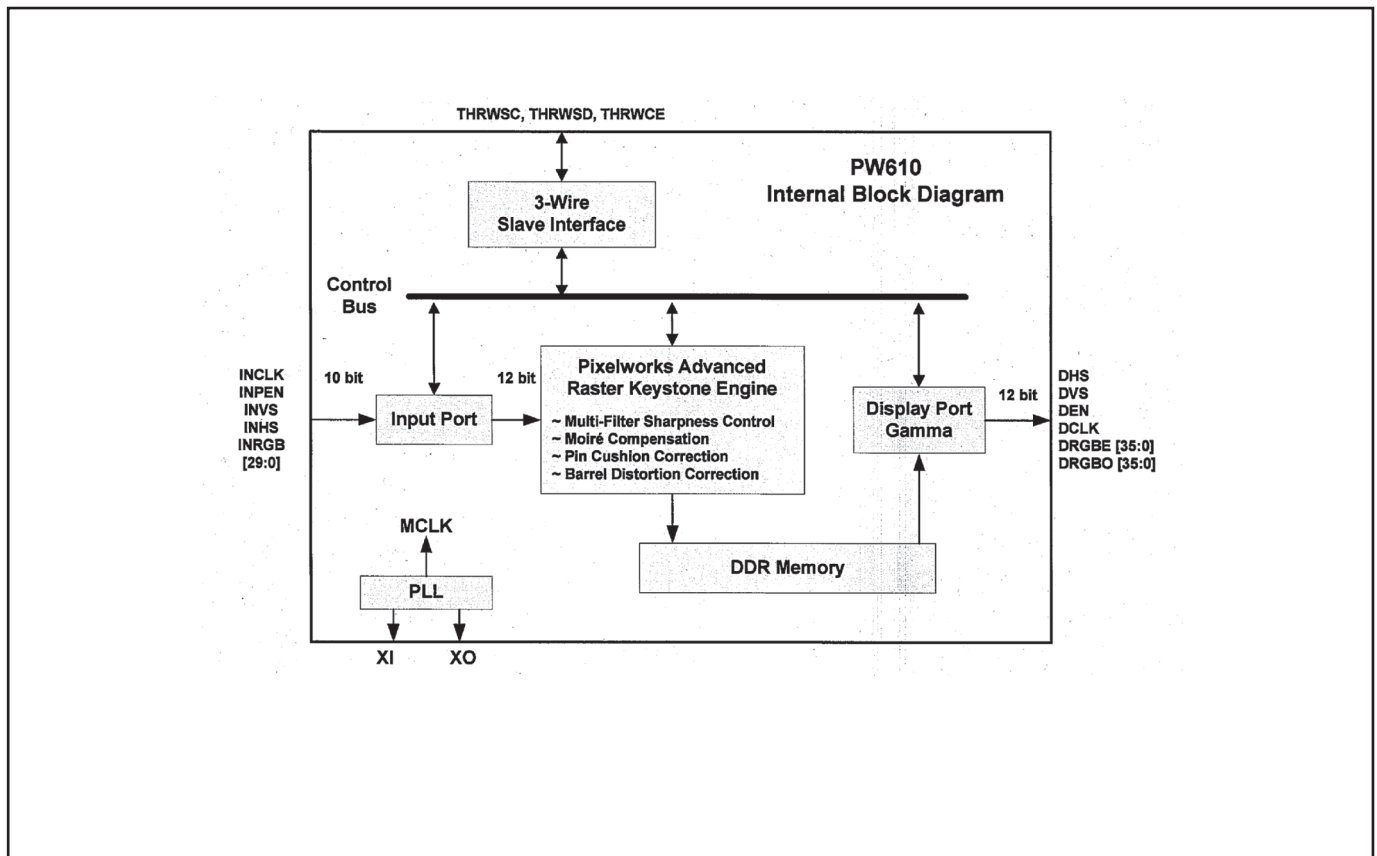 THRWSC, THRWSD, THRWCE
PW610
Internal Block Diagram
3-Wire
Slave Interface
Control
Bus
INCLK
INPEN
INVS
INHS
INRGB
[29:0]
10 bit
Input Port
12 bit
Pixelworks Advanced
Raster Keystone Engine
~ Multi-Filter Sharpness Control
~ Moiré Compensation
~ Pin Cushion Correction
~ Barrel Distortion Correction
Display Port
Gamma
12 bit
DHS
DVS
DEN
DCLK
DRGBE [35:0]
DRGBO [35:0]
MCLK
PLL
DDR Memory
XI
XO